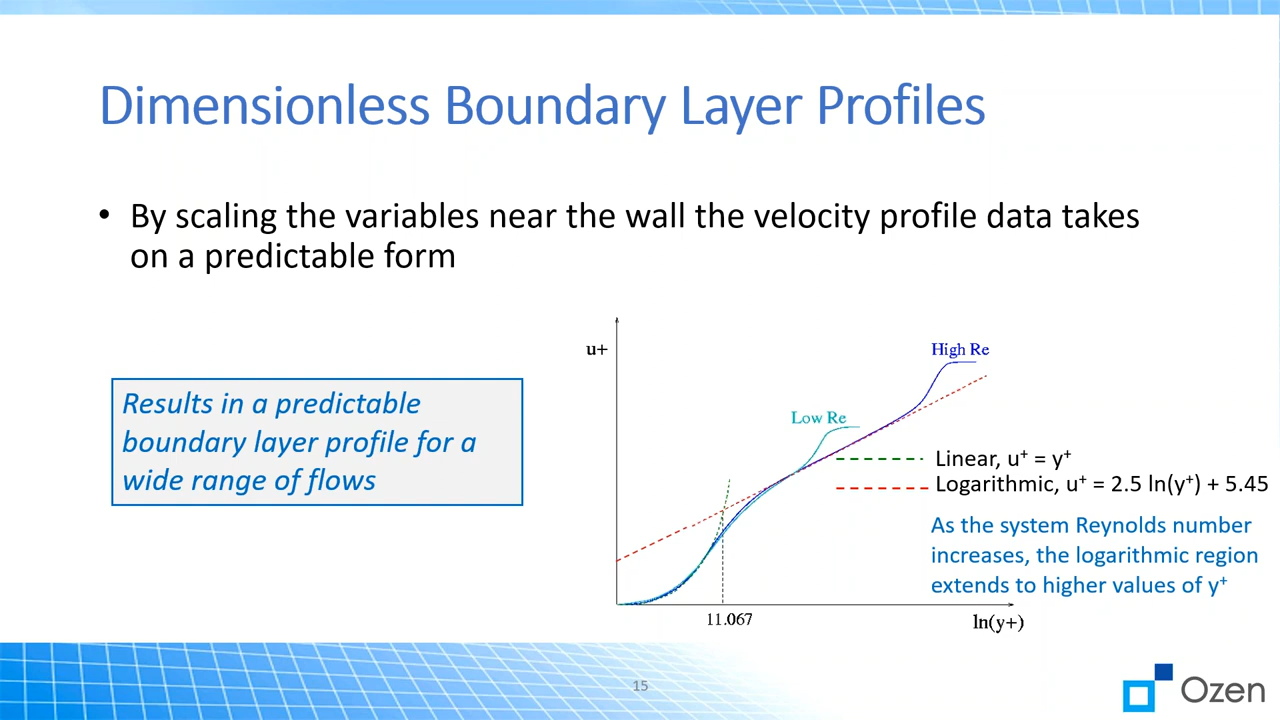 Dimensionless Boundary Layer Profiles
• By scaling the variables near the wall the velocity profile data takes
on a predictable form
Results in a predictable
boundary layer profile for a
wide range of flows
u+
High Re
Low Re
Linear, u⁺ = y⁺
Logarithmic, u⁺ = 2.5 ln(y⁺) + 5.45
As the system Reynolds number
increases, the logarithmic region
extends to higher values of y⁺
11.067
ln(y+)
15
Ozen